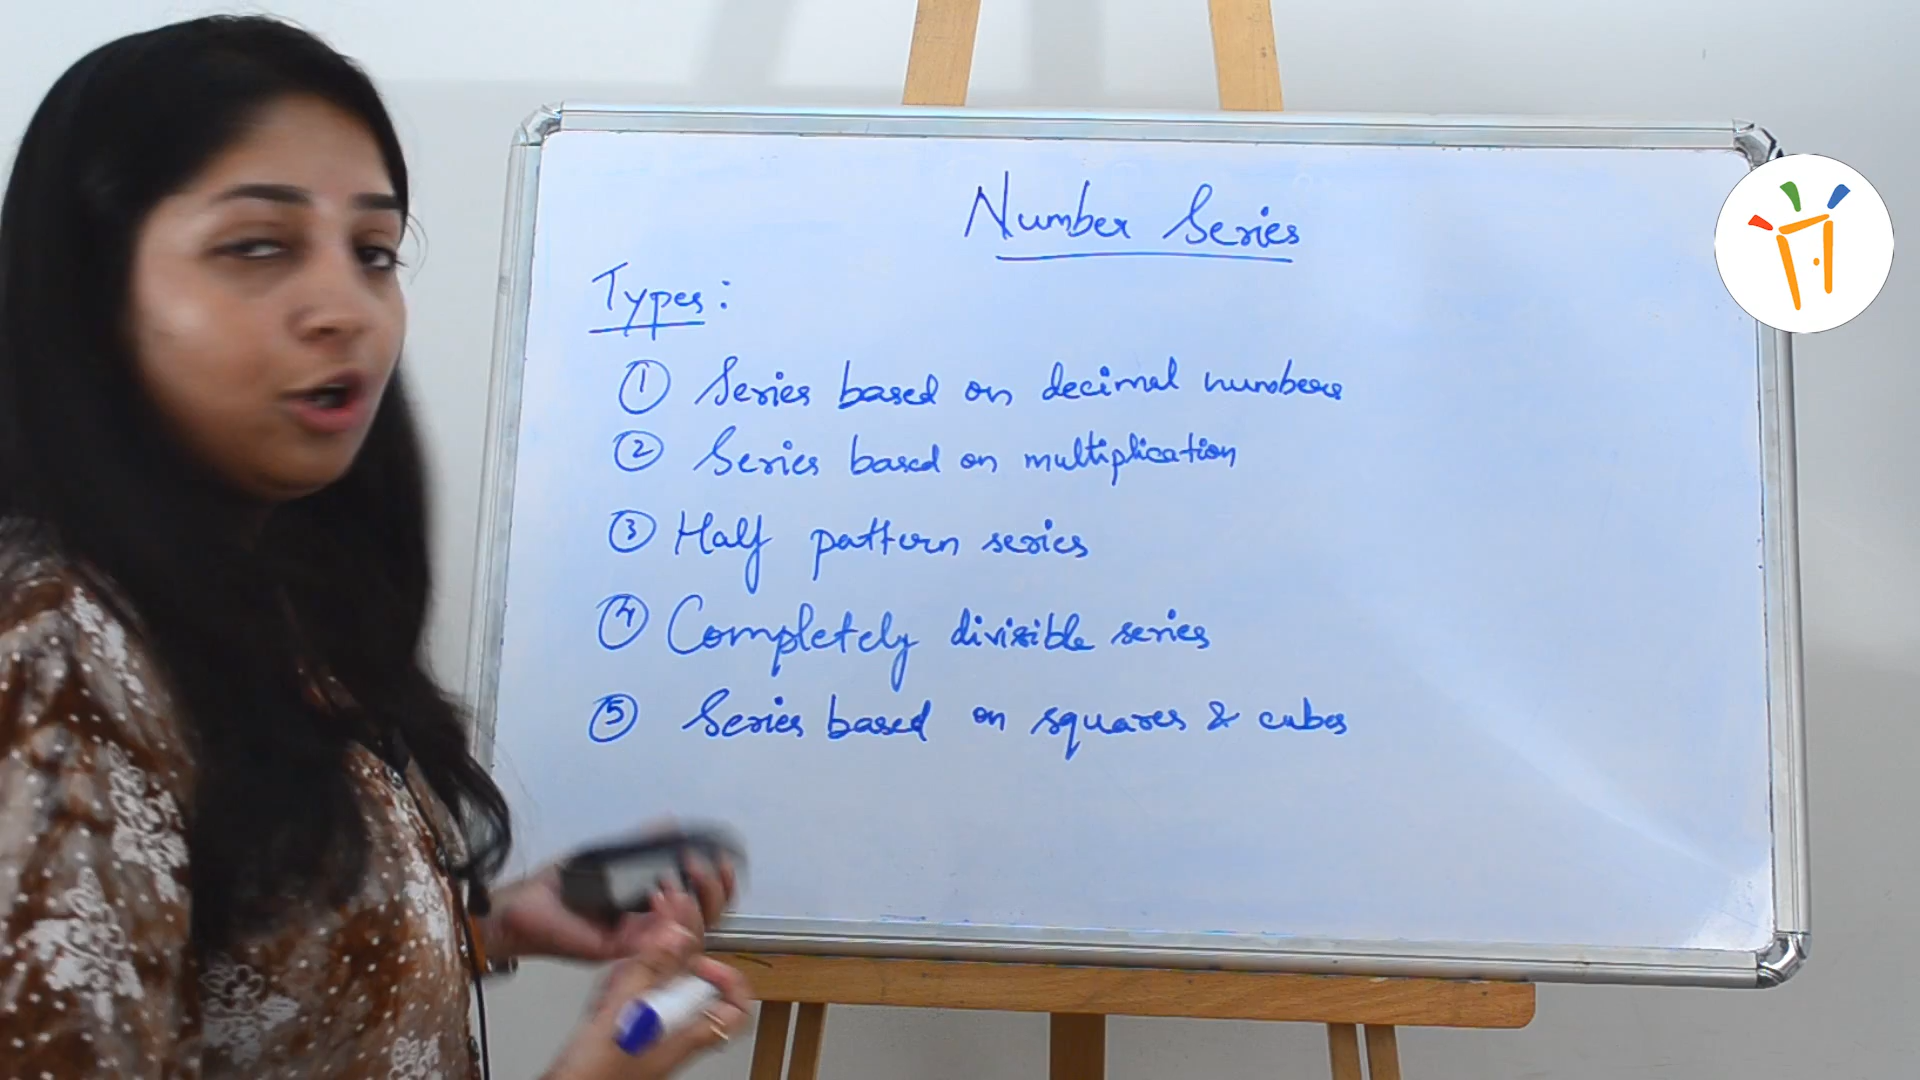 Number Series
Types:
① Series based on decimal numbers
② Series based on multiplication
③ Half pattern series
④ Completely divisible series
⑤ Series based on squares & cubes